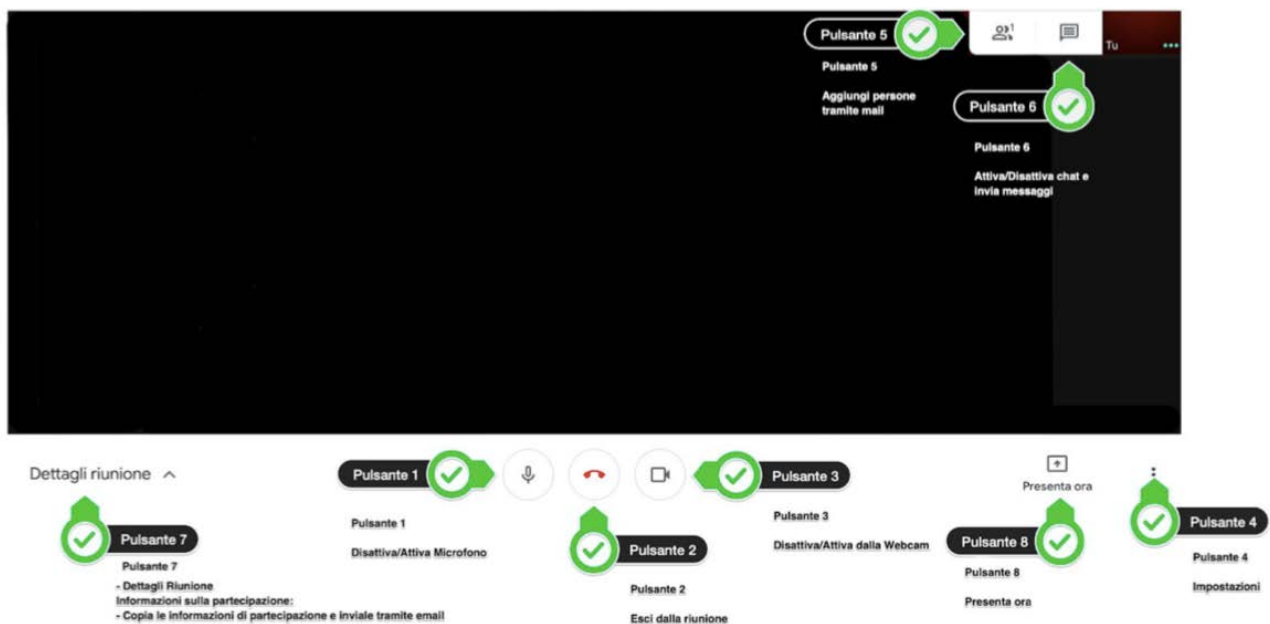 Pulsante 5
1
Tu
Pulsante 5
Aggiungi persone
tramite mail
Pulsante 6
Pulsante 6
Attiva/Disattiva chat e
invia messaggi
Dettagli riunione
Pulsante 1
Pulsante 3
Presenta ora
Pulsante 7
Pulsante 7
- Dettagli Riunione
Informazioni sulla partecipazione:
- Copia le informazioni di partecipazione e inviale tramite email
Pulsante 1
Disattiva/Attiva Microfono
Pulsante 2
Pulsante 2
Esci dalla riunione
Pulsante 3
Disattiva/Attiva dalla Webcam
Pulsante 8
Pulsante 8
Presenta ora
Pulsante 4
Pulsante 4
Impostazioni